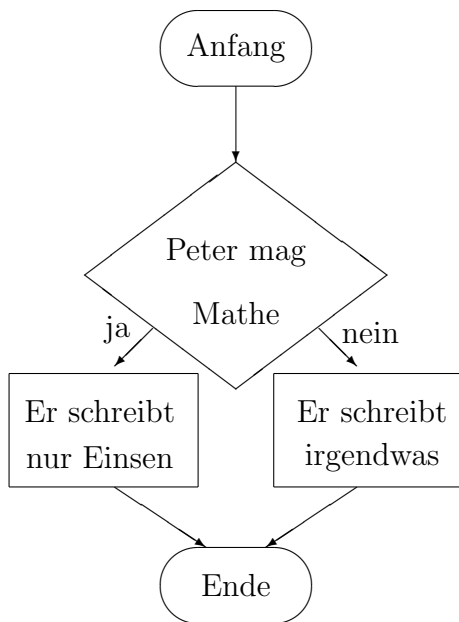 Anfang
Peter mag
Mathe
ja
nein
Er schreibt
nur Einsen
Er schreibt
irgendwas
Ende